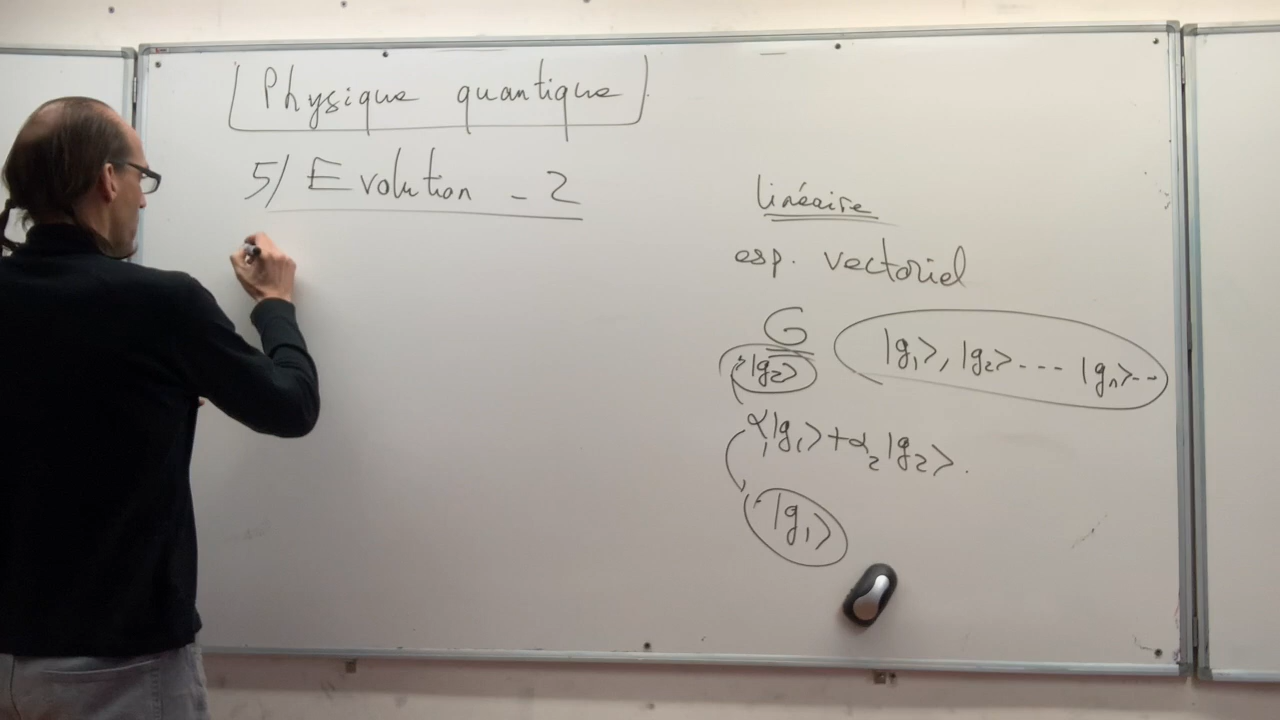 Physique quantique
5/ Evolution - 2
linéaire
esp. vectoriel
G
|g₂>
|g₁>, |g₂> --- |gₙ> --
α₁|g₁> + α₂|g₂>.
|g₁>